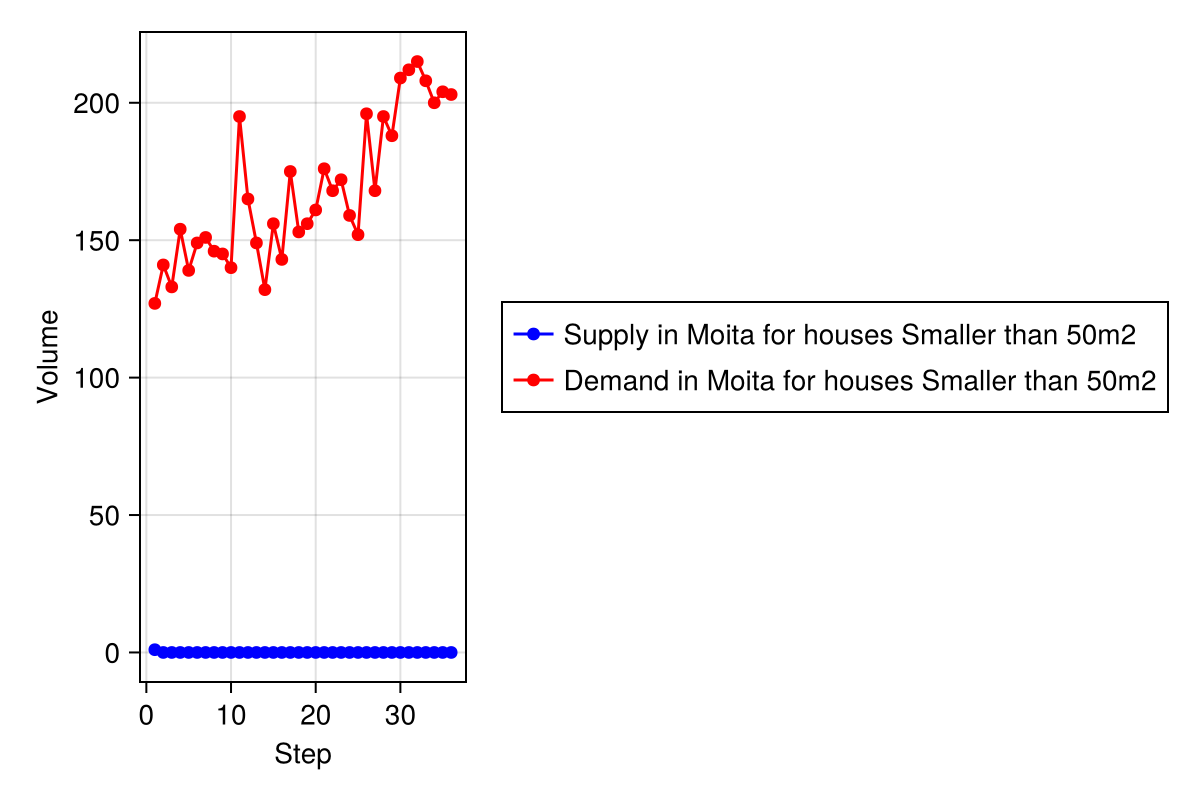 Volume
200
150
100
50
0
0 10 20 30
Step
Supply in Moita for houses Smaller than 50m2
Demand in Moita for houses Smaller than 50m2